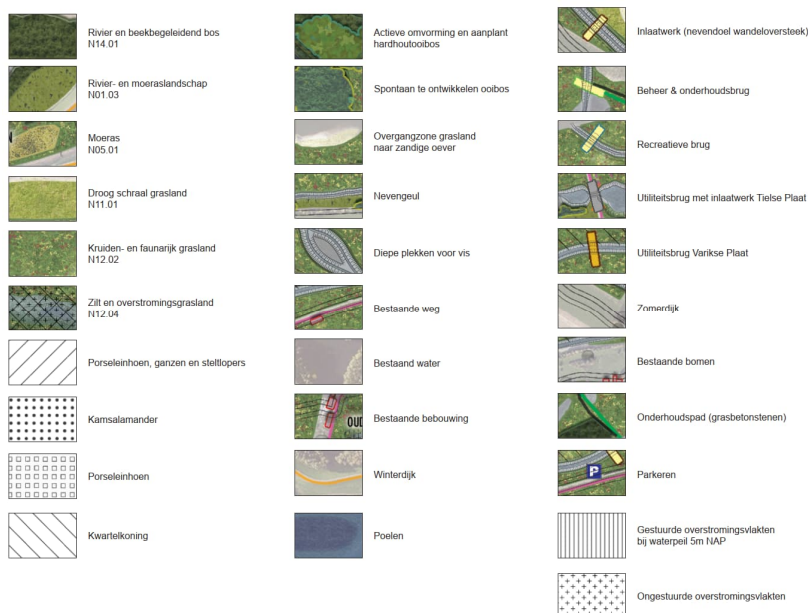 Rivier en beekbegeleidend bos
N14.01
Rivier- en moeraslandschap
N01.03
Moeras
N05.01
Droog schraal grasland
N11.01
Kruiden- en faunarijk grasland
N12.02
Zilt en overstromingsgrasland
N12.04
Porseleinhoen, ganzen en steltlopers
Kamsalamander
Porseleinhoen
Kwartelkoning
Actieve omvorming en aanplant
hardhoutooibos
Spontaan te ontwikkelen ooibos
Overgangzone grasland
naar zandige oever
Nevengeul
Diepe plekken voor vis
Bestaande weg
Bestaand water
OUD
Bestaande bebouwing
Winterdijk
Poelen
Inlaatwerk (nevendoel wandeloversteek)
Beheer & onderhoudsbrug
Recreatieve brug
Utiliteitsbrug met inlaatwerk Tielse Plaat
Utiliteitsbrug Varikse Plaat
Zomerdijk
Bestaande bomen
Onderhoudspad (grasbetonstenen)
P
Parkeren
Gestuurde overstromingsvlakten
bij waterpeil 5m NAP
Ongestuurde overstromingsvlakten